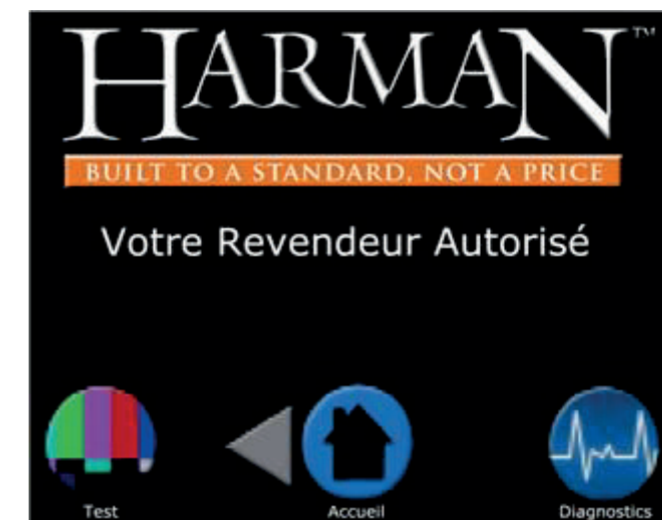 HARMAN™
BUILT TO A STANDARD, NOT A PRICE
Votre Revendeur Autorisé
Test
Accueil
Diagnostics